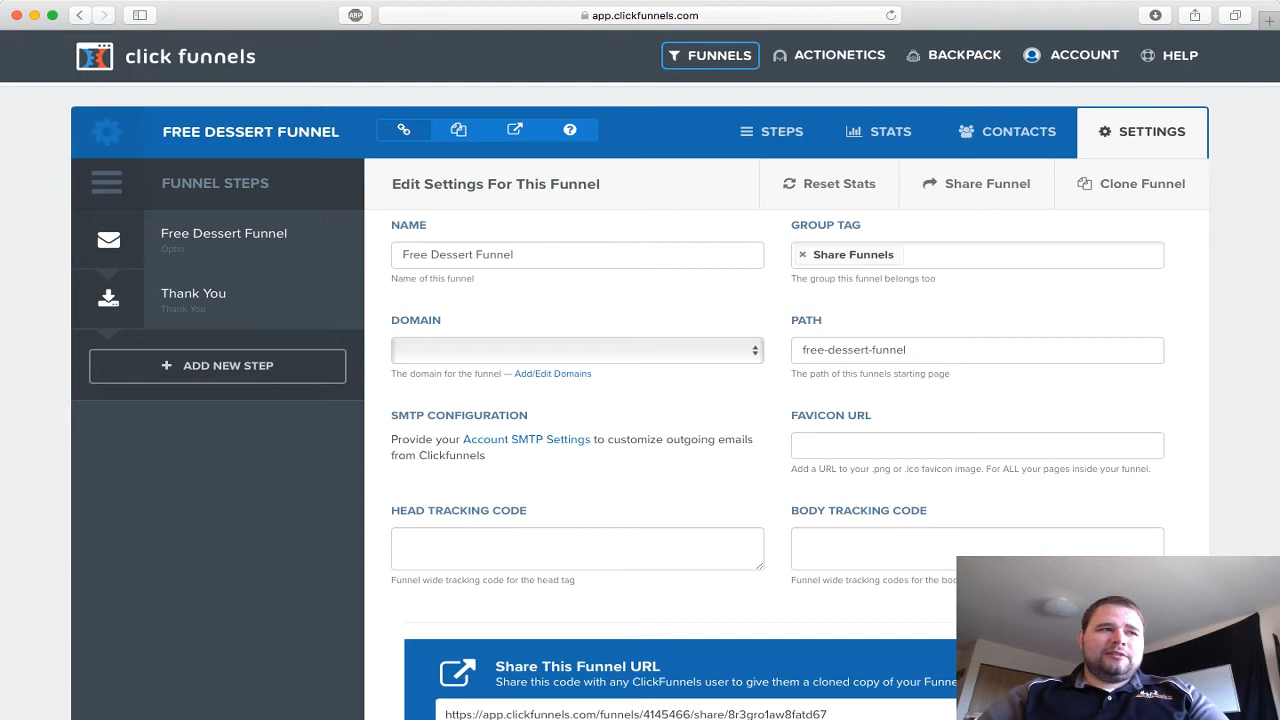 ABP
app.clickfunnels.com
click funnels
FUNNELS
ACTIONETICS
BACKPACK
ACCOUNT
HELP
FREE DESSERT FUNNEL
STEPS
STATS
CONTACTS
SETTINGS
FUNNEL STEPS
Edit Settings For This Funnel
Reset Stats
Share Funnel
Clone Funnel
Free Dessert Funnel
Optin
Thank You
Thank You
+ ADD NEW STEP
NAME
Free Dessert Funnel
Name of this funnel
GROUP TAG
× Share Funnels
The group this funnel belongs too
DOMAIN
The domain for the funnel — Add/Edit Domains
PATH
free-dessert-funnel
The path of this funnels starting page
SMTP CONFIGURATION
Provide your Account SMTP Settings to customize outgoing emails
from Clickfunnels
FAVICON URL
Add a URL to your .png or .ico favicon image. For ALL your pages inside your funnel.
HEAD TRACKING CODE
Funnel wide tracking code for the head tag
BODY TRACKING CODE
Funnel wide tracking codes for the
Share This Funnel URL
Share this code with any ClickFunnels user to give them a cloned copy of your
https://app.clickfunnels.com/funnels/4145466/share/8r3gro1aw8fatd67